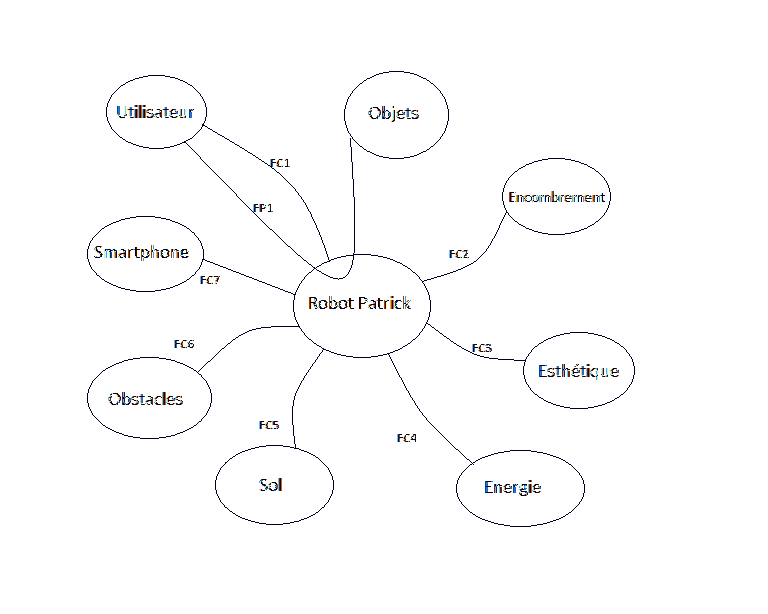 Utilisateur
Objets
FC1
Encombrement
FP1
Smartphone
FC2
FC7
Robot Patrick
FC6
FC3
Esthétique
Obstacles
FC5
FC4
Sol
Energie